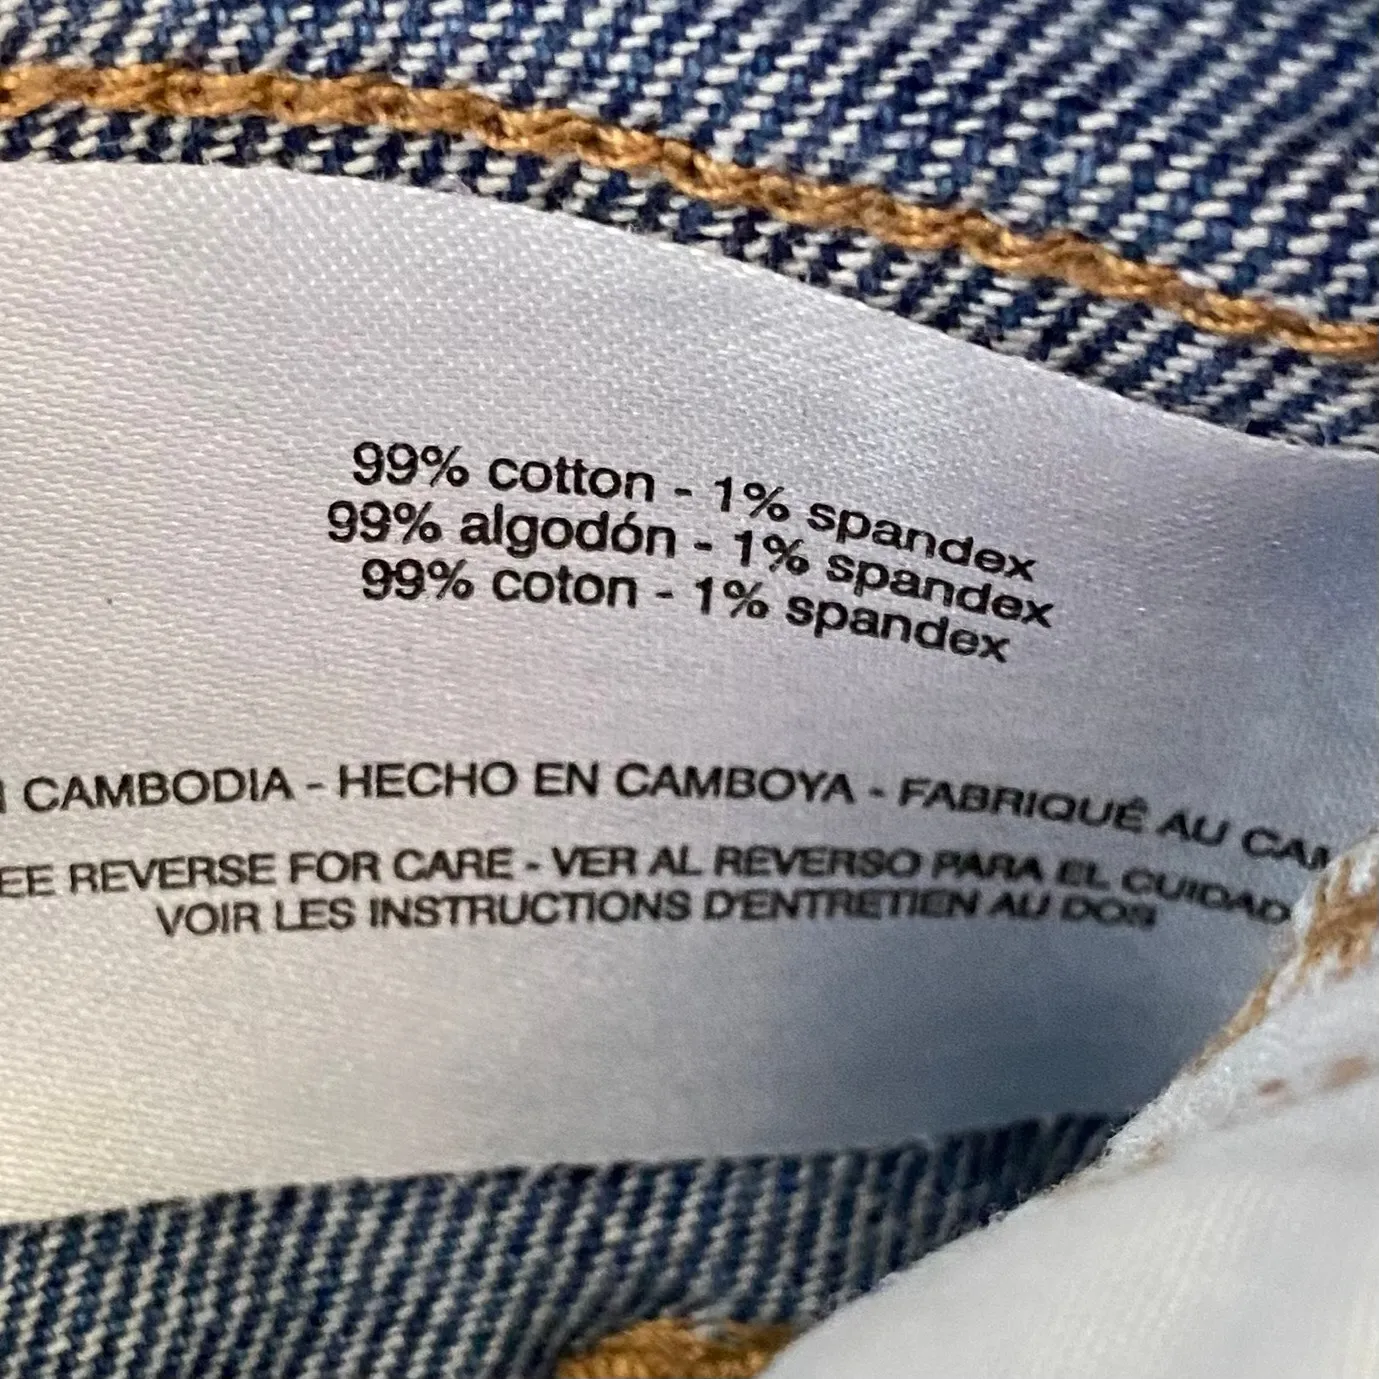 99% cotton - 1% spandex
99% algodón - 1% spandex
99% coton - 1% spandex
CAMBODIA - HECHO EN CAMBOYA - FABRIQUÉ AU CAM
EE REVERSE FOR CARE - VER AL REVERSO PARA EL CUIDAD
VOIR LES INSTRUCTIONS D'ENTRETIEN AU DOS